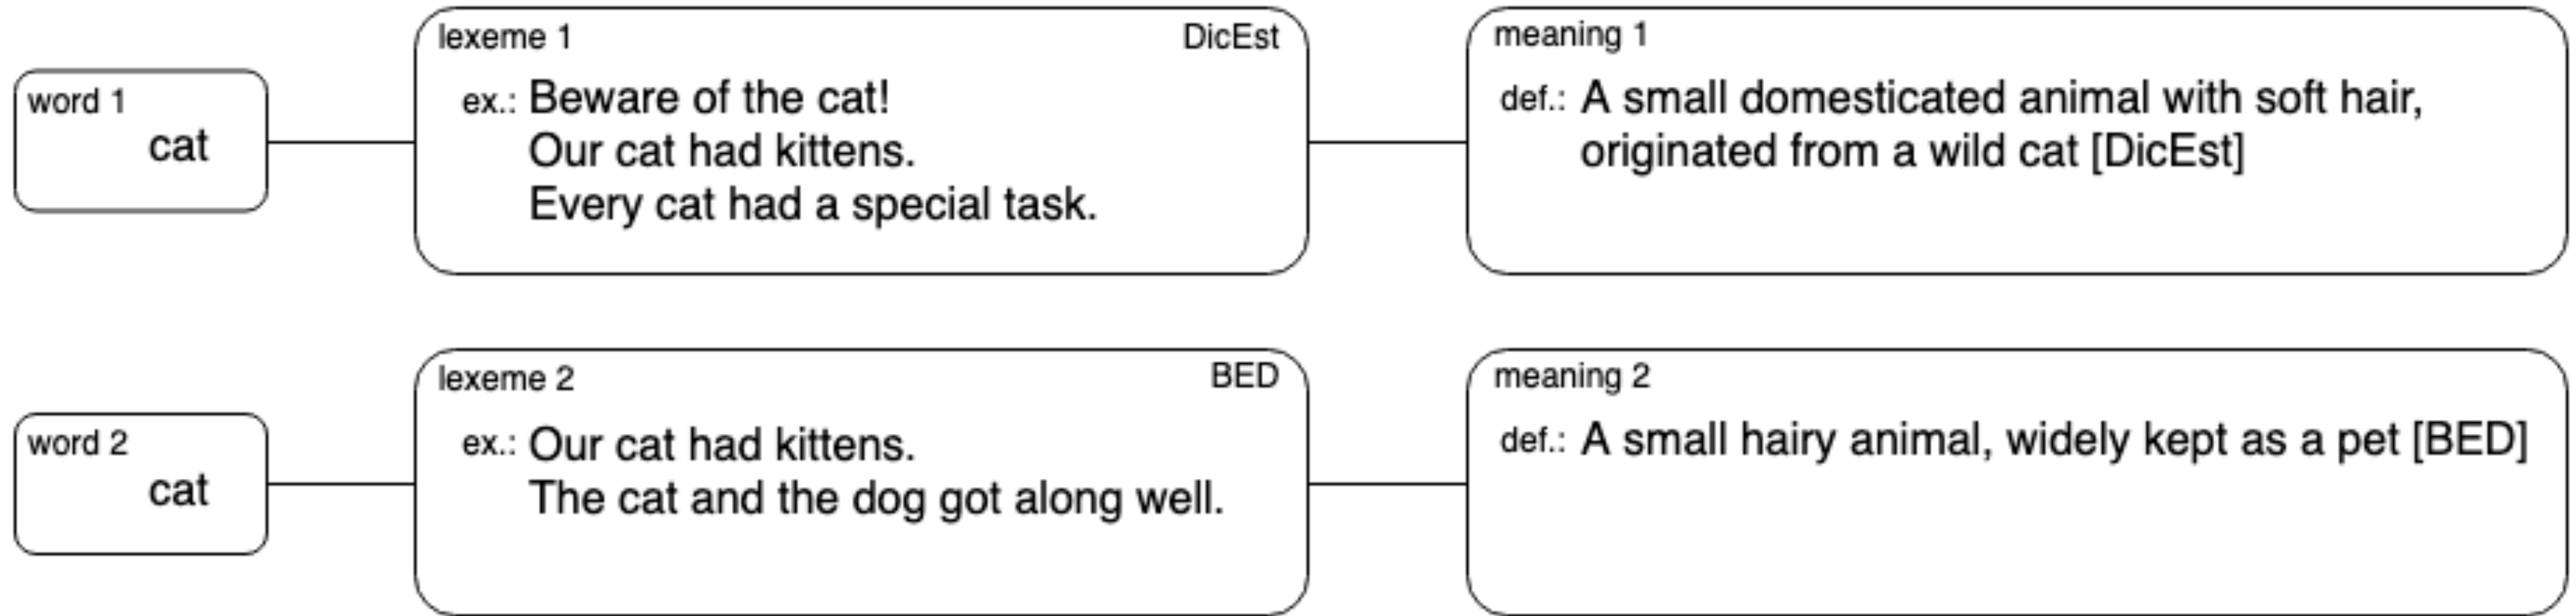 lexeme 1 DicEst meaning 1
word 1 ex.: Beware of the cat! def.: A small domesticated animal with soft hair,
cat Our cat had kittens. originated from a wild cat [DicEst]
Every cat had a special task.
lexeme 2 BED meaning 2
word 2 ex.: Our cat had kittens. def.: A small hairy animal, widely kept as a pet [BED]
cat The cat and the dog got along well.